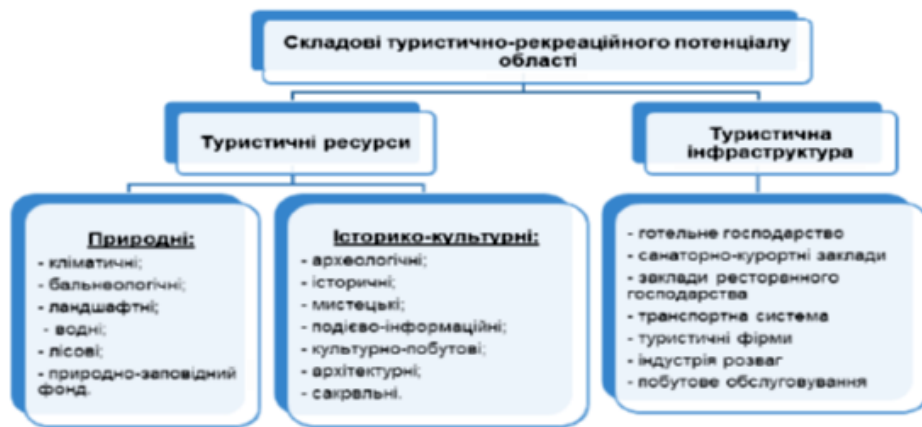 Складові туристично-рекреаційного потенціалу
області
Туристичні ресурси
Туристична
інфраструктура
Природні:
- кліматичні;
- бальнеологічні;
- ландшафтні;
- водні;
- лісові;
- природно-заповідний
фонд.
Історико-культурні:
- археологічні;
- історичні;
- мистецькі;
- подієво-інформаційні;
- культурно-побутові;
- архітектурні;
- сакральні.
- готельне господарство
- санаторно-курортні заклади
- заклади ресторанного
господарства
- транспортна система
- туристичні фірми
- індустрія розваг
- побутове обслуговування